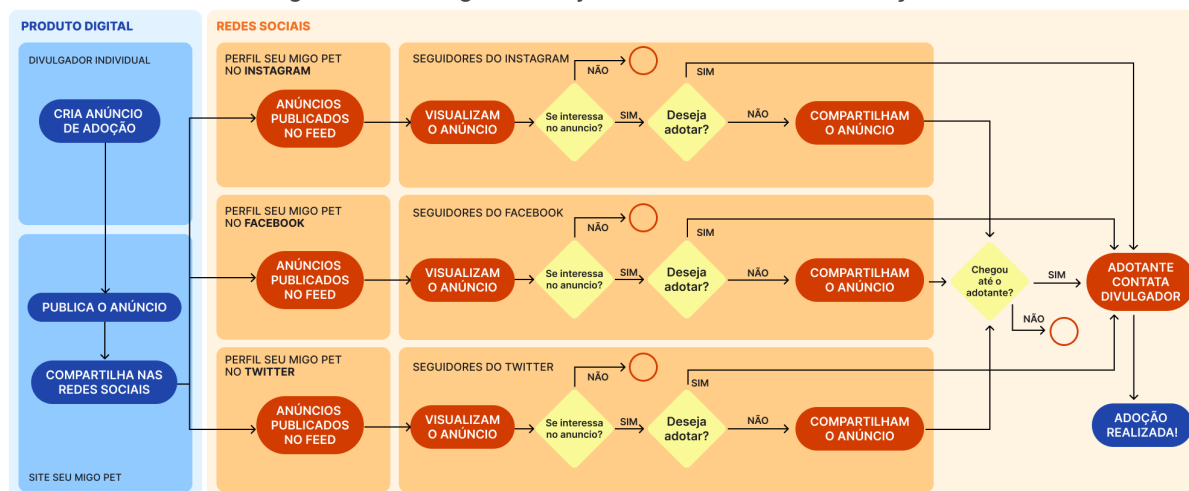 PRODUTO DIGITAL
DIVULGADOR INDIVIDUAL
CRIA ANÚNCIO
DE ADOÇÃO
PUBLICA O ANÚNCIO
COMPARTILHA NAS
REDES SOCIAIS
SITE SEU MIGO PET
REDES SOCIAIS
PERFIL SEU MIGO PET
NO INSTAGRAM
ANÚNCIOS
PUBLICADOS
NO FEED
SEGUIDORES DO INSTAGRAM
VISUALIZAM
O ANÚNCIO
Se interessa
no anuncio?
NÃO
SIM
Deseja
adotar?
SIM
NÃO
COMPARTILHAM
O ANÚNCIO
PERFIL SEU MIGO PET
NO FACEBOOK
ANÚNCIOS
PUBLICADOS
NO FEED
SEGUIDORES DO FACEBOOK
VISUALIZAM
O ANÚNCIO
Se interessa
no anuncio?
NÃO
SIM
Deseja
adotar?
SIM
NÃO
COMPARTILHAM
O ANÚNCIO
PERFIL SEU MIGO PET
NO TWITTER
ANÚNCIOS
PUBLICADOS
NO FEED
SEGUIDORES DO TWITTER
VISUALIZAM
O ANÚNCIO
Se interessa
no anuncio?
NÃO
SIM
Deseja
adotar?
SIM
NÃO
COMPARTILHAM
O ANÚNCIO
Chegou
até o
adotante?
SIM
NÃO
ADOTANTE
CONTATA
DIVULGADOR
ADOÇÃO
REALIZADA!